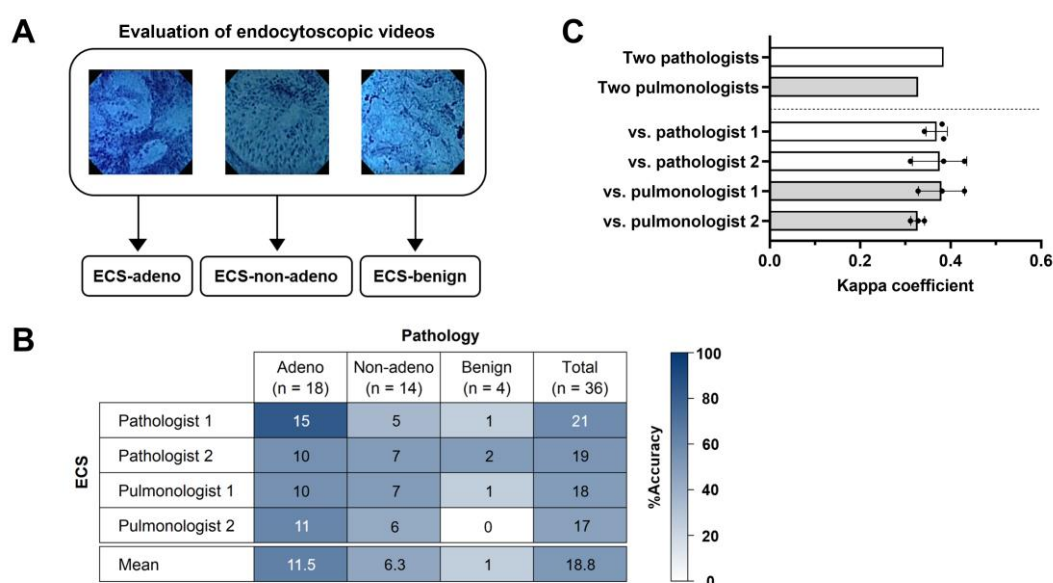 A
Evaluation of endocytoscopic videos
ECS-adeno ECS-non-adeno ECS-benign
C
Two pathologists
Two pulmonologists
vs. pathologist 1
vs. pathologist 2
vs. pulmonologist 1
vs. pulmonologist 2
0.0 0.2 0.4 0.6
Kappa coefficient
B
Pathology
Adeno Non-adeno Benign Total
(n = 18) (n = 14) (n = 4) (n = 36)
ECS
Pathologist 1 15 5 1 21
Pathologist 2 10 7 2 19
Pulmonologist 1 10 7 1 18
Pulmonologist 2 11 6 0 17
Mean 11.5 6.3 1 18.8
100
80
60
40
20
0
%Accuracy